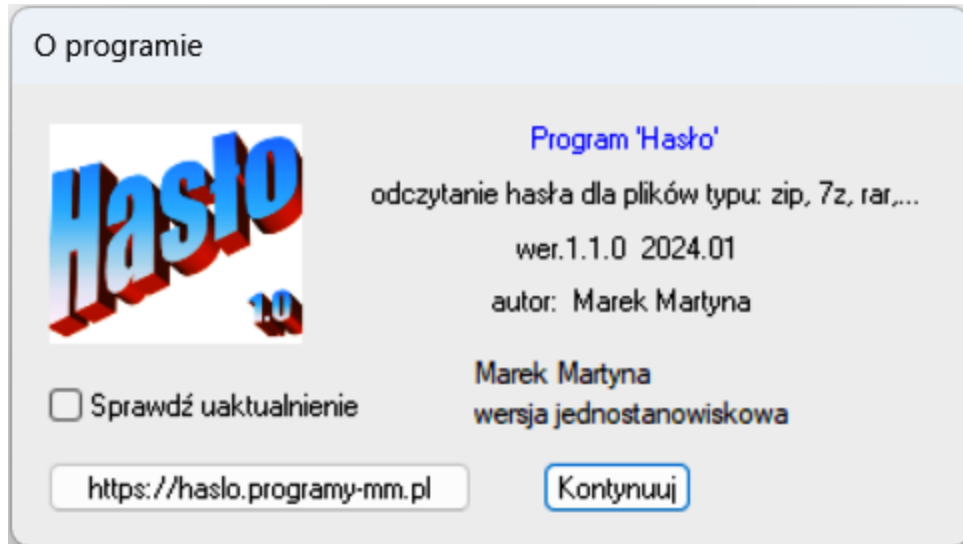 O programie
Hasło
1.0
Program 'Hasło'
odczytanie hasła dla plików typu: zip, 7z, rar,...
wer.1.1.0 2024.01
autor: Marek Martyna
Marek Martyna
wersja jednostanowiskowa
Sprawdź uaktualnienie
https://haslo.programy-mm.pl
Kontynuuj